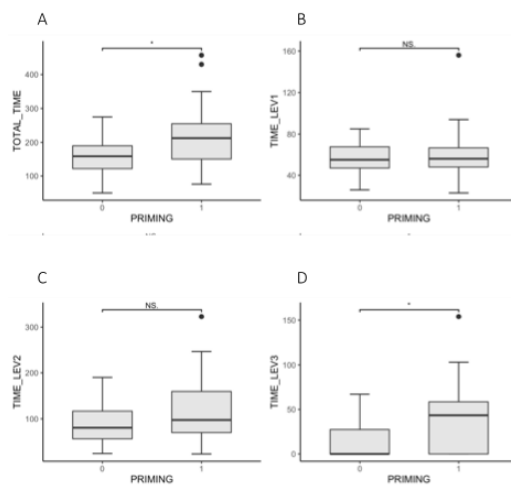 A
B
*
NS.
TOTAL_TIME
400
300
200
100
0
1
PRIMING
TIME_LEV1
160
120
80
40
0
1
PRIMING
C
D
NS.
*
TIME_LEV2
300
200
100
0
1
PRIMING
TIME_LEV3
150
100
50
0
0
1
PRIMING